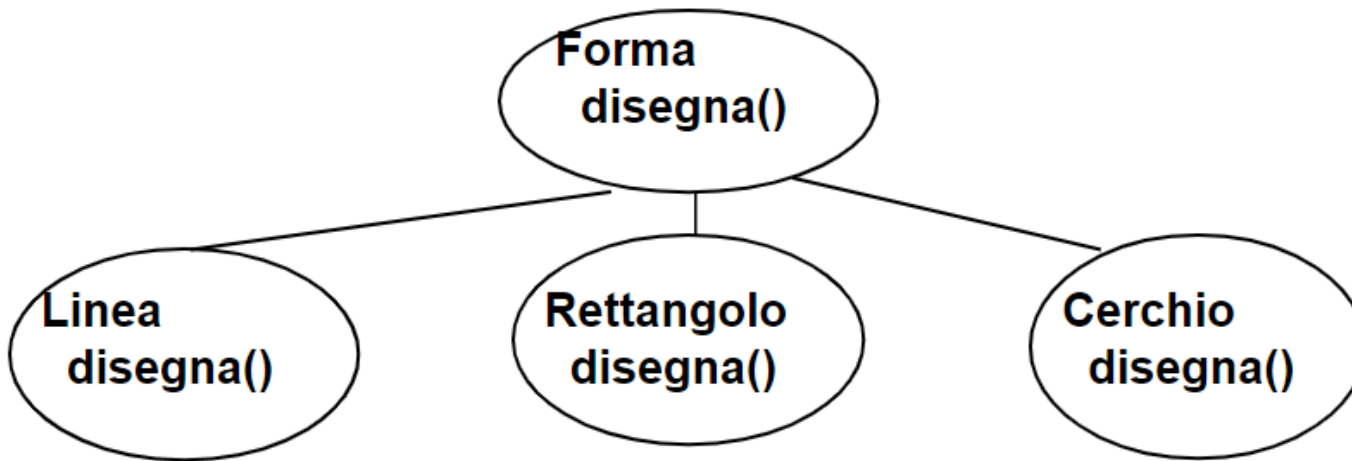 Forma
disegna()
Linea
disegna()
Rettangolo
disegna()
Cerchio
disegna()